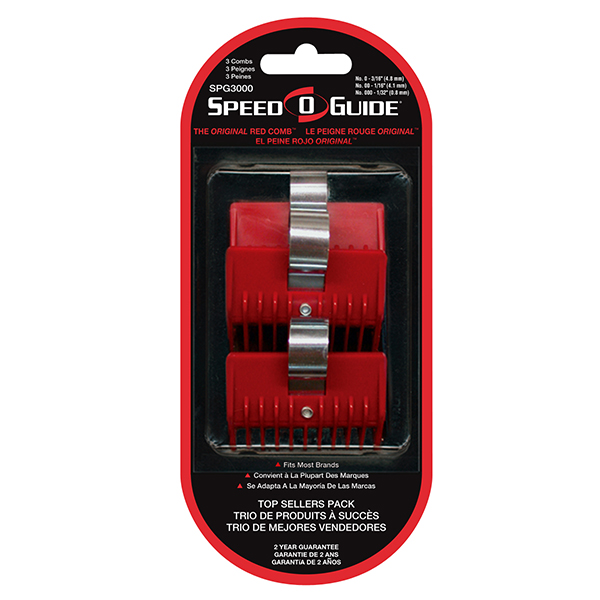 3 Combs
3 Peignes
3 Peines
SPG3000
No. 0 - 3/16" (4.8 mm)
No. 00 - 1/16" (4.1 mm)
No. 000 - 1/32" (0.8 mm)
SPEED O GUIDE®
THE ORIGINAL RED COMB™ LE PEIGNE ROUGE ORIGINAL™
EL PEINE ROJO ORIGINAL™
▲ Fits Most Brands
▲ Convient à La Plupart Des Marques
▲ Se Adapta A La Mayoría De Las Marcas
TOP SELLERS PACK
TRIO DE PRODUITS À SUCCÈS
TRIO DE MEJORES VENDEDORES
2 YEAR GUARANTEE
GARANTIE DE 2 ANS
GARANTíA DE 2 AÑOS